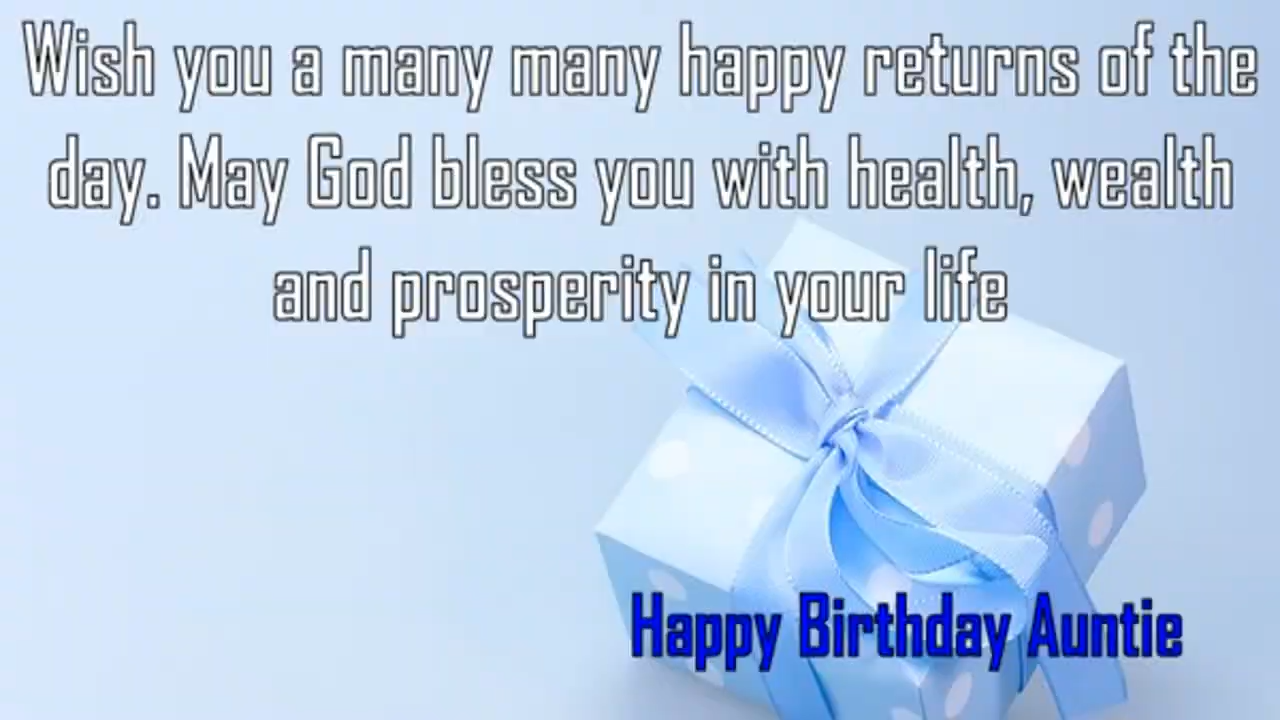 Wish you a many many happy returns of the
day. May God bless you with health, wealth
and prosperity in your life
Happy Birthday Auntie